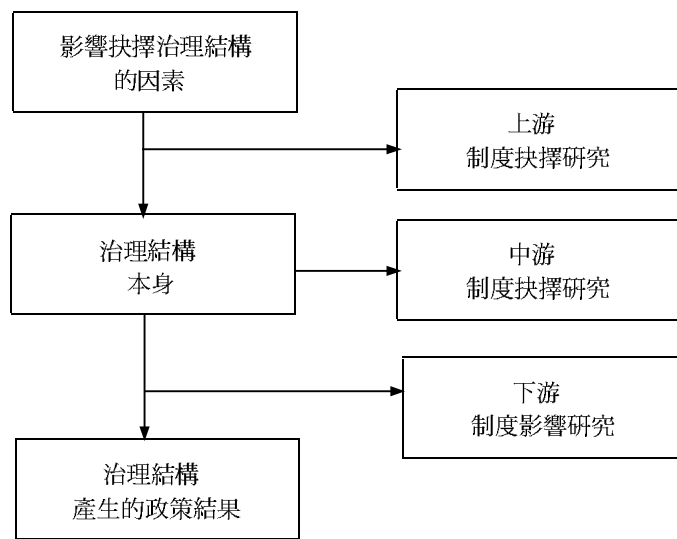 影響抉擇治理結構
的因素
上游
制度抉擇研究
治理結構
本身
中游
制度抉擇研究
下游
制度影響研究
治理結構
產生的政策結果